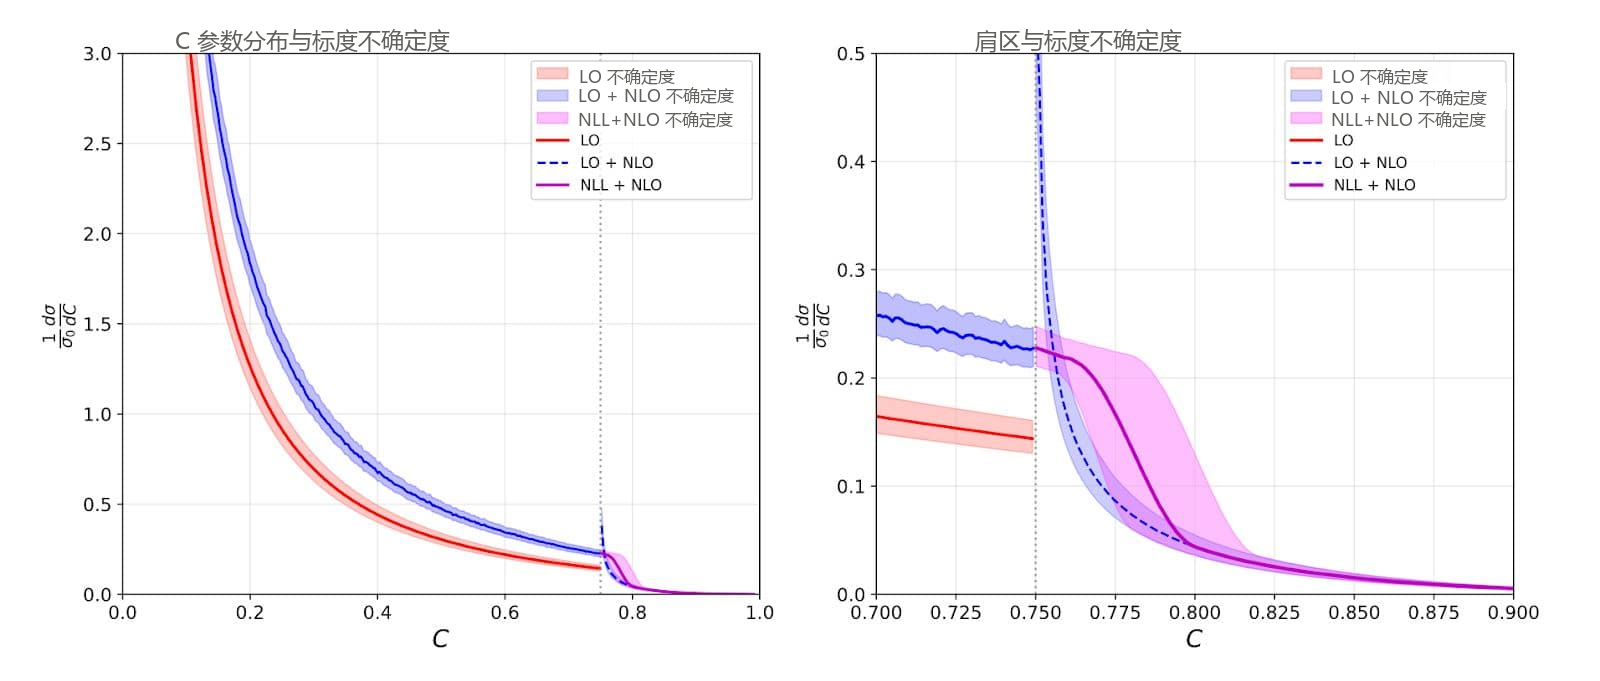 C 参数分布与标度不确定度
3.0
2.5
2.0
1.5
1.0
0.5
0.0
1/σ₀ dσ/dC
LO 不确定度
LO + NLO 不确定度
NLL+NLO 不确定度
LO
LO + NLO
NLL + NLO
0.0 0.2 0.4 0.6 0.8 1.0
C
肩区与标度不确定度
0.5
0.4
0.3
0.2
0.1
0.0
1/σ₀ dσ/dC
LO 不确定度
LO + NLO 不确定度
NLL+NLO 不确定度
LO
LO + NLO
NLL + NLO
0.700 0.725 0.750 0.775 0.800 0.825 0.850 0.875 0.900
C